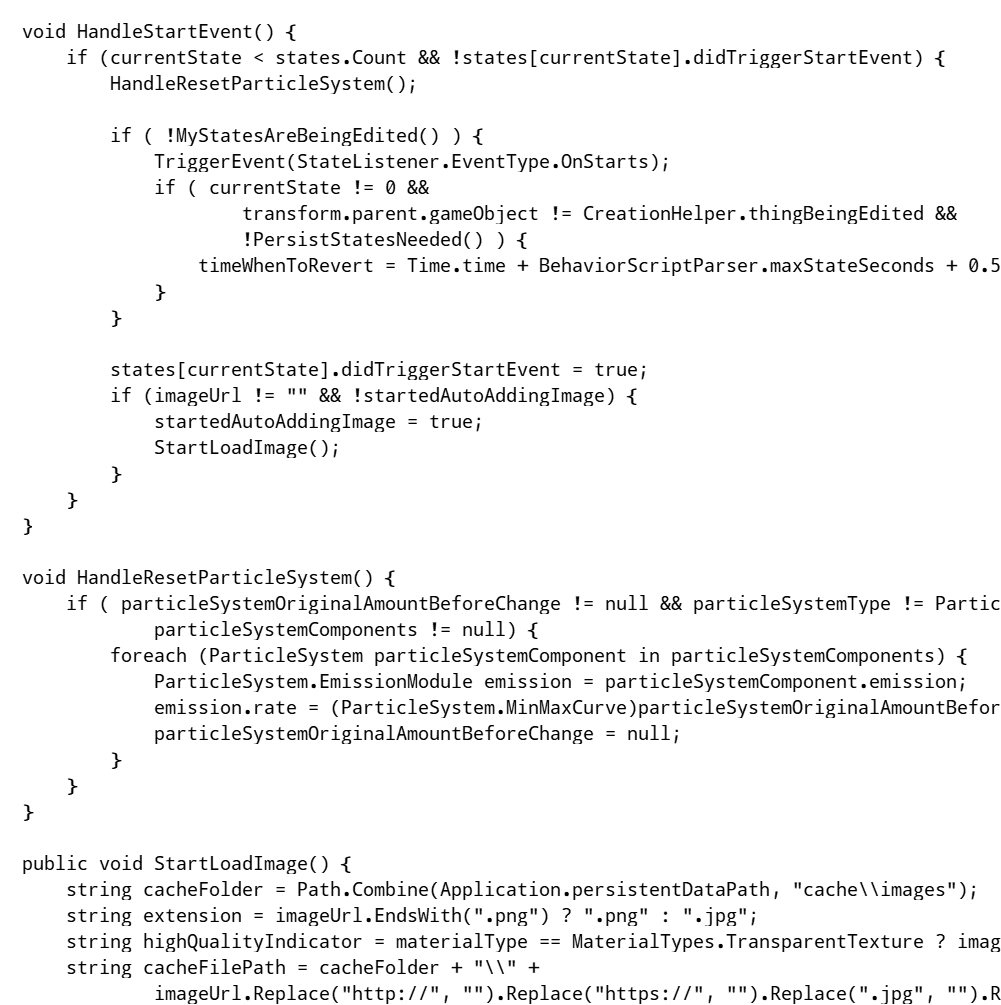 void HandleStartEvent() {
    if (currentState < states.Count && !states[currentState].didTriggerStartEvent) {
        HandleResetParticleSystem();

        if ( !MyStatesAreBeingEdited() ) {
            TriggerEvent(StateListener.EventType.OnStarts);
            if ( currentState != 0 &&
                    transform.parent.gameObject != CreationHelper.thingBeingEdited &&
                    !PersistStatesNeeded() ) {
                timeWhenToRevert = Time.time + BehaviorScriptParser.maxStateSeconds + 0.5
            }
        }

        states[currentState].didTriggerStartEvent = true;
        if (imageUrl != "" && !startedAutoAddingImage) {
            startedAutoAddingImage = true;
            StartLoadImage();
        }
    }
}

void HandleResetParticleSystem() {
    if ( particleSystemOriginalAmountBeforeChange != null && particleSystemType != Partic
            particleSystemComponents != null) {
        foreach (ParticleSystem particleSystemComponent in particleSystemComponents) {
            ParticleSystem.EmissionModule emission = particleSystemComponent.emission;
            emission.rate = (ParticleSystem.MinMaxCurve)particleSystemOriginalAmountBefor
            particleSystemOriginalAmountBeforeChange = null;
        }
    }
}

public void StartLoadImage() {
    string cacheFolder = Path.Combine(Application.persistentDataPath, "cache\\images");
    string extension = imageUrl.EndsWith(".png") ? ".png" : ".jpg";
    string highQualityIndicator = materialType == MaterialTypes.TransparentTexture ? imag
    string cacheFilePath = cacheFolder + "\\" +
            imageUrl.Replace("http://", "").Replace("https://", "").Replace(".jpg", "").R